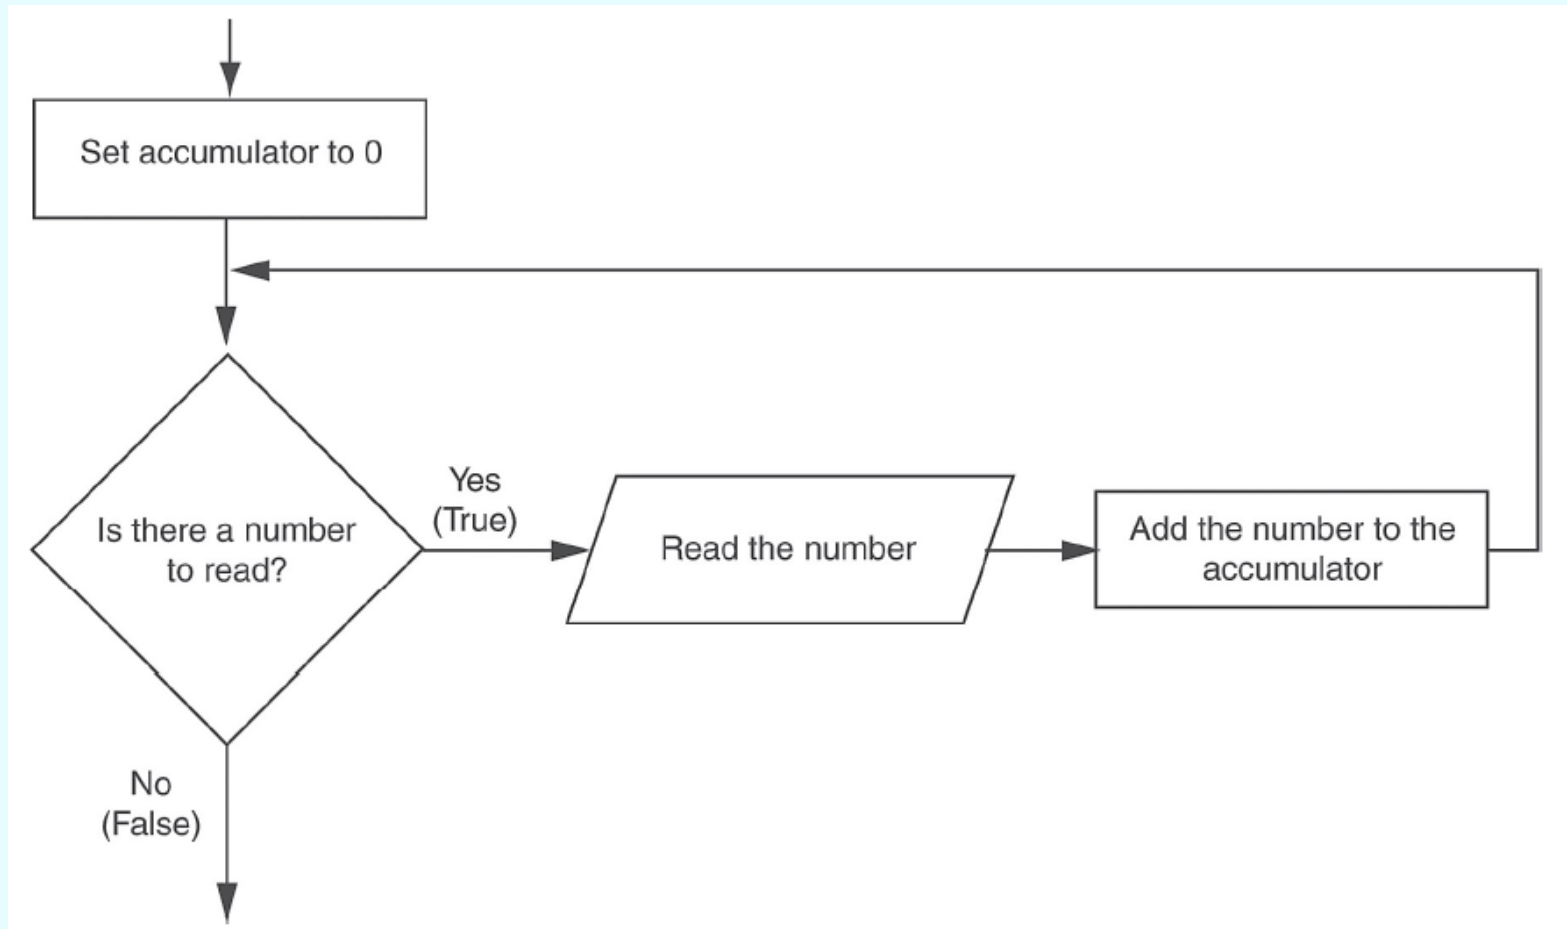 Set accumulator to 0
Is there a number
to read?
Yes
(True)
Read the number
Add the number to the
accumulator
No
(False)